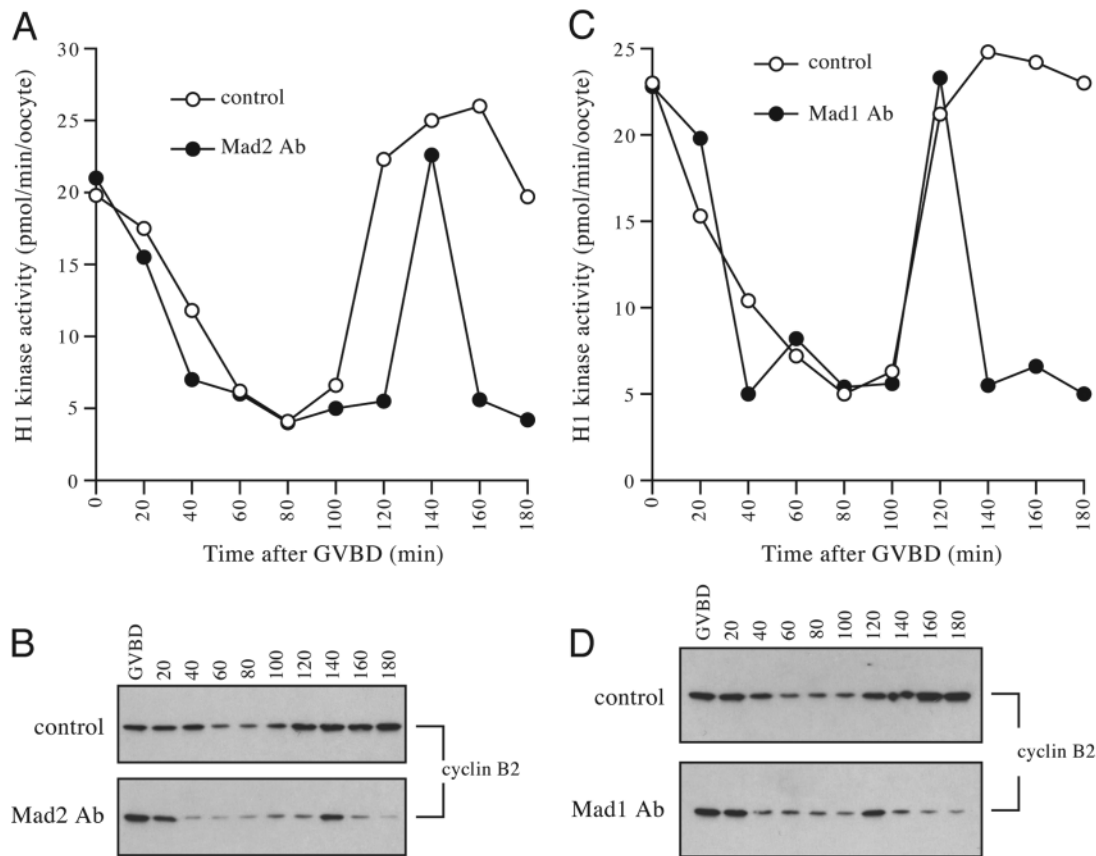 A
H1 kinase activity (pmol/min/oocyte)
30
25
20
15
10
5
0
control
Mad2 Ab
0 20 40 60 80 100 120 140 160 180
Time after GVBD (min)
C
H1 kinase activity (pmol/min/oocyte)
25
20
15
10
5
0
control
Mad1 Ab
0 20 40 60 80 100 120 140 160 180
Time after GVBD (min)
B
GVBD 20 40 60 80 100 120 140 160 180
control
Mad2 Ab
cyclin B2
D
GVBD 20 40 60 80 100 120 140 160 180
control
Mad1 Ab
cyclin B2